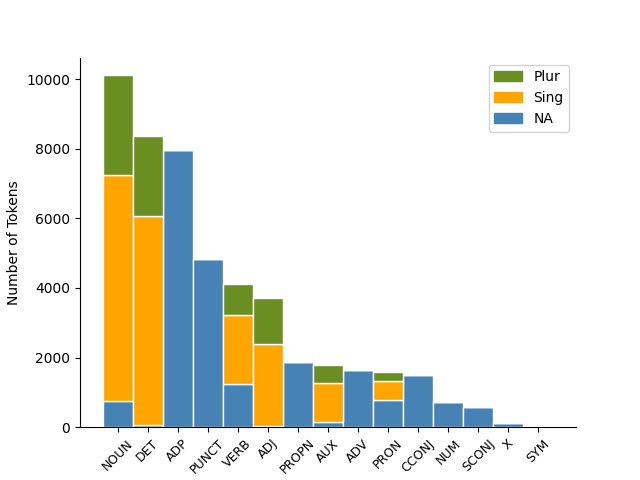 Plur
Sing
NA
Number of Tokens
10000
8000
6000
4000
2000
0
NOUN
DET
ADP
PUNCT
VERB
ADJ
PROPN
AUX
ADV
PRON
CCONJ
NUM
SCONJ
X
SYM